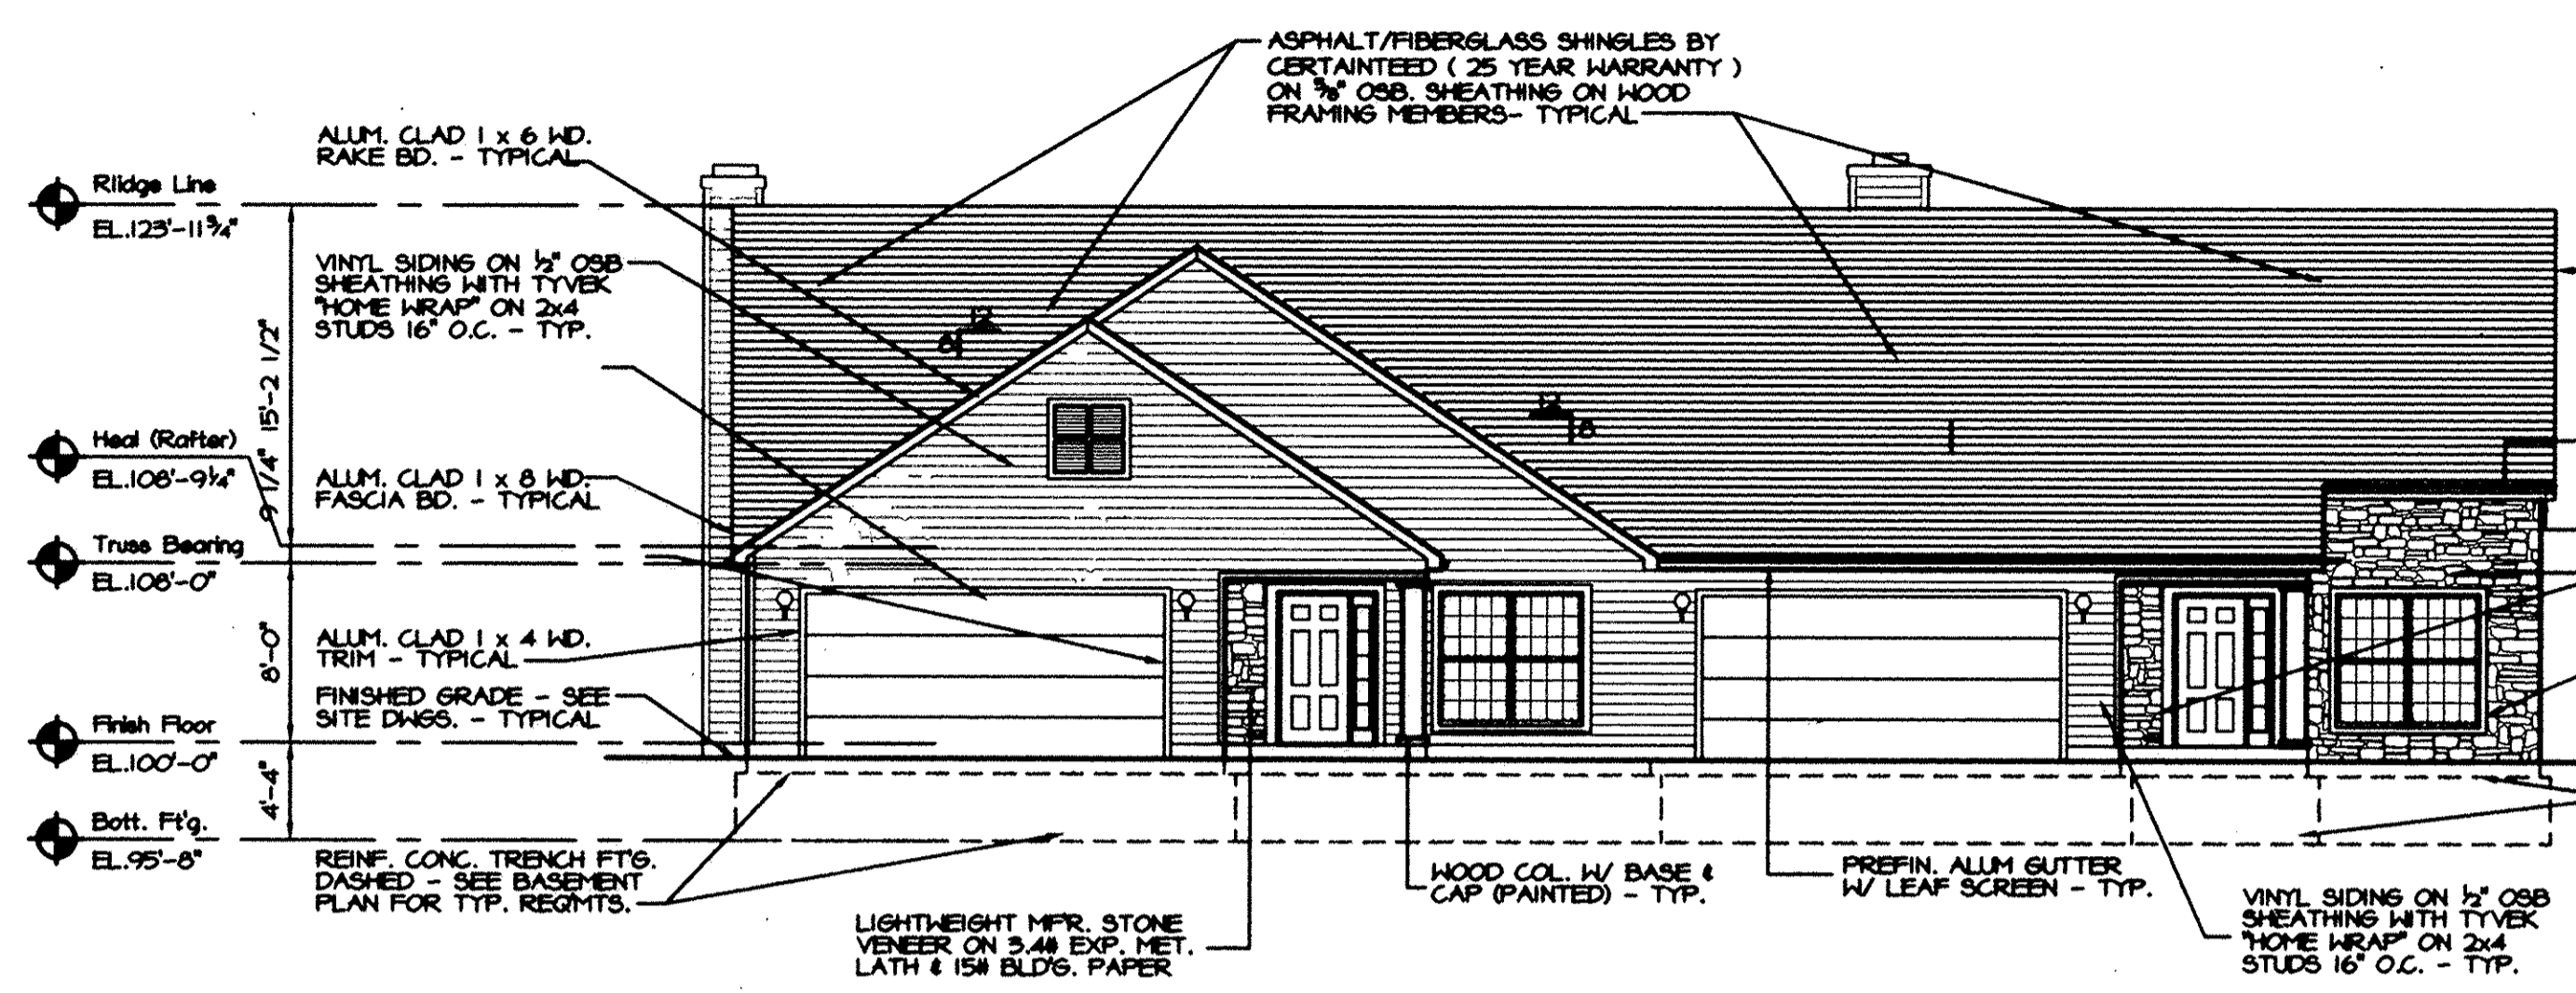 ASPHALT/FIBERGLASS SHINGLES BY
CERTAINTEED ( 25 YEAR WARRANTY )
ON 5/8" OSB. SHEATHING ON WOOD
FRAMING MEMBERS- TYPICAL
ALUM. CLAD 1 x 6 WD.
RAKE BD. - TYPICAL
RIidge Line
EL.123'-11 3/4"
VINYL SIDING ON 1/2" OSB
SHEATHING WITH TYVEK
"HOME WRAP" ON 2x4
STUDS 16" O.C. - TYP.
12
8
12
8
15'-2 1/2"
Heal (Rafter)
EL.108'-9 1/4"
9 1/4"
ALUM. CLAD 1 x 8 WD.
FASCIA BD. - TYPICAL
Truss Bearing
EL.108'-0"
8'-0"
ALUM. CLAD 1 x 4 WD.
TRIM - TYPICAL
FINISHED GRADE - SEE
SITE DWGS. - TYPICAL
Finish Floor
EL.100'-0"
4'-4"
Bott. Ft'g.
EL.95'-8"
REINF. CONC. TRENCH FT'G.
DASHED - SEE BASEMENT
PLAN FOR TYP. REQ'MTS.
LIGHTWEIGHT MF'R. STONE
VENEER ON 3.4# EXP. MET.
LATH & 15# BLD'G. PAPER
WOOD COL. W/ BASE &
CAP (PAINTED) - TYP.
PREFIN. ALUM GUTTER
W/ LEAF SCREEN - TYP.
VINYL SIDING ON 1/2" OSB
SHEATHING WITH TYVEK
"HOME WRAP" ON 2x4
STUDS 16" O.C. - TYP.